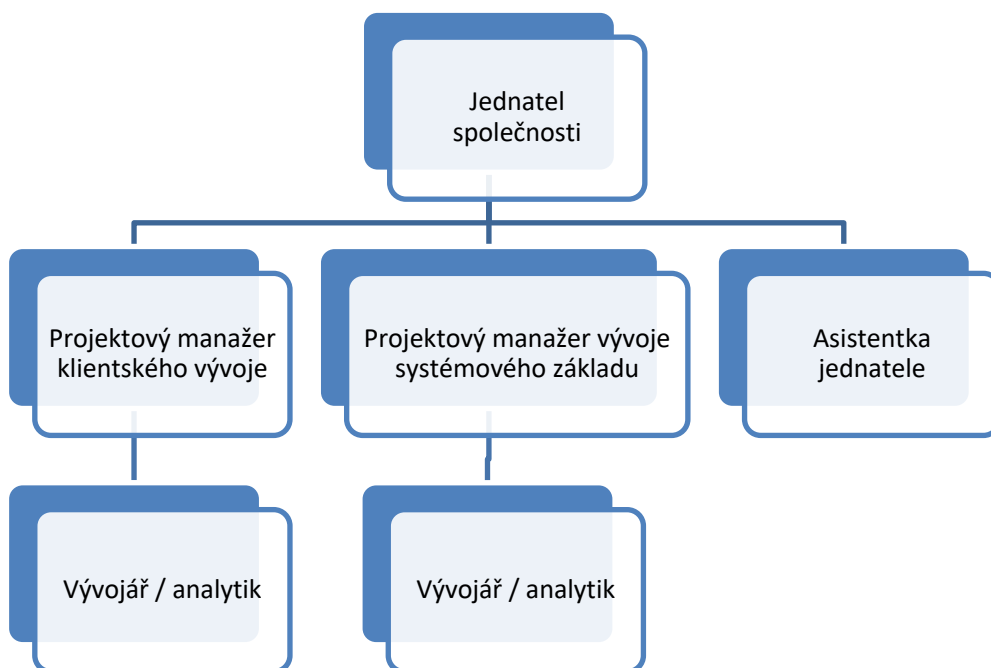 Jednatel
společnosti
Projektový manažer
klientského vývoje
Projektový manažer vývoje
systémového základu
Asistentka
jednatele
Vývojář / analytik
Vývojář / analytik